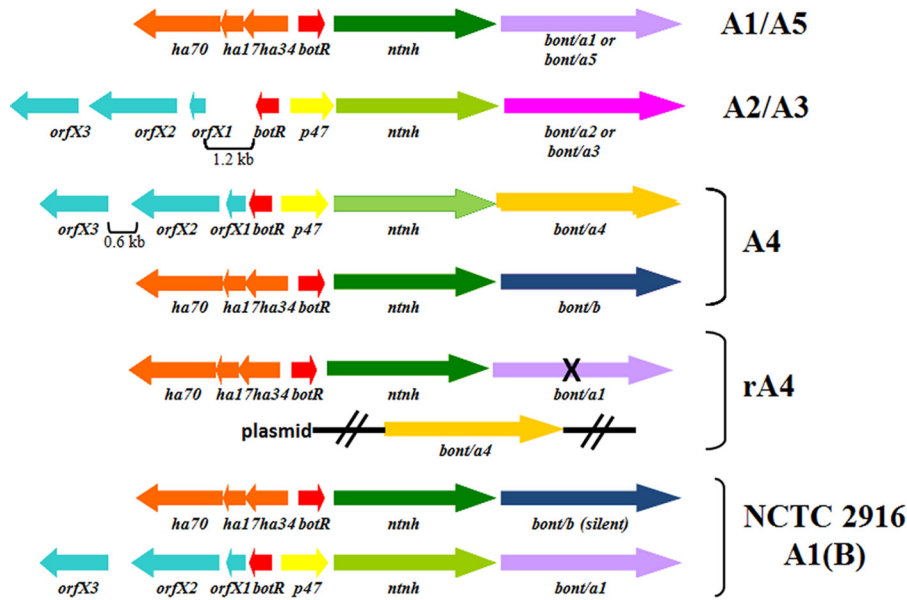 A1/A5
ha70 ha17ha34 botR ntnh bont/a1 or
bont/a5
A2/A3
orfX3 orfX2 orfX1 botR p47 ntnh bont/a2 or
bont/a3
1.2 kb
orfX3 orfX2 orfX1 botR p47 ntnh bont/a4
0.6 kb
A4
ha70 ha17ha34 botR ntnh bont/b
X
ha70 ha17ha34 botR ntnh bont/a1
rA4
plasmid
bont/a4
ha70 ha17ha34 botR ntnh bont/b (silent)
NCTC 2916
A1(B)
orfX3 orfX2 orfX1 botR p47 ntnh bont/a1